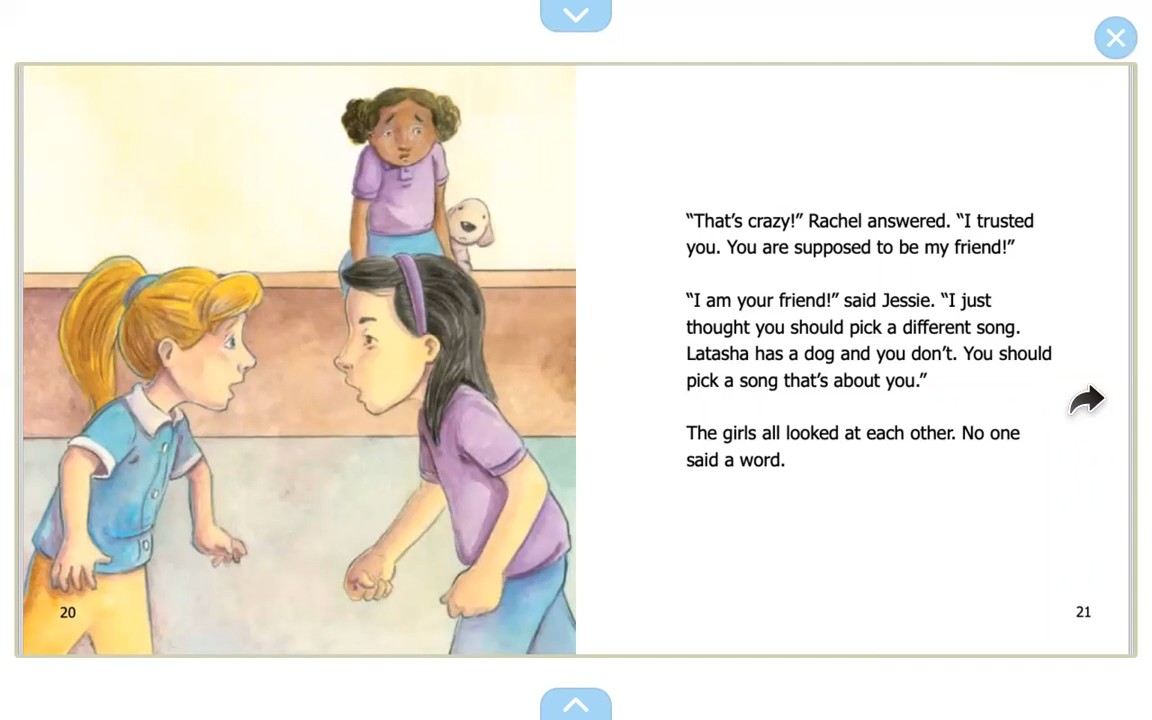 “That’s crazy!” Rachel answered. “I trusted
you. You are supposed to be my friend!”
“I am your friend!” said Jessie. “I just
thought you should pick a different song.
Latasha has a dog and you don’t. You should
pick a song that’s about you.”
The girls all looked at each other. No one
said a word.
20
21